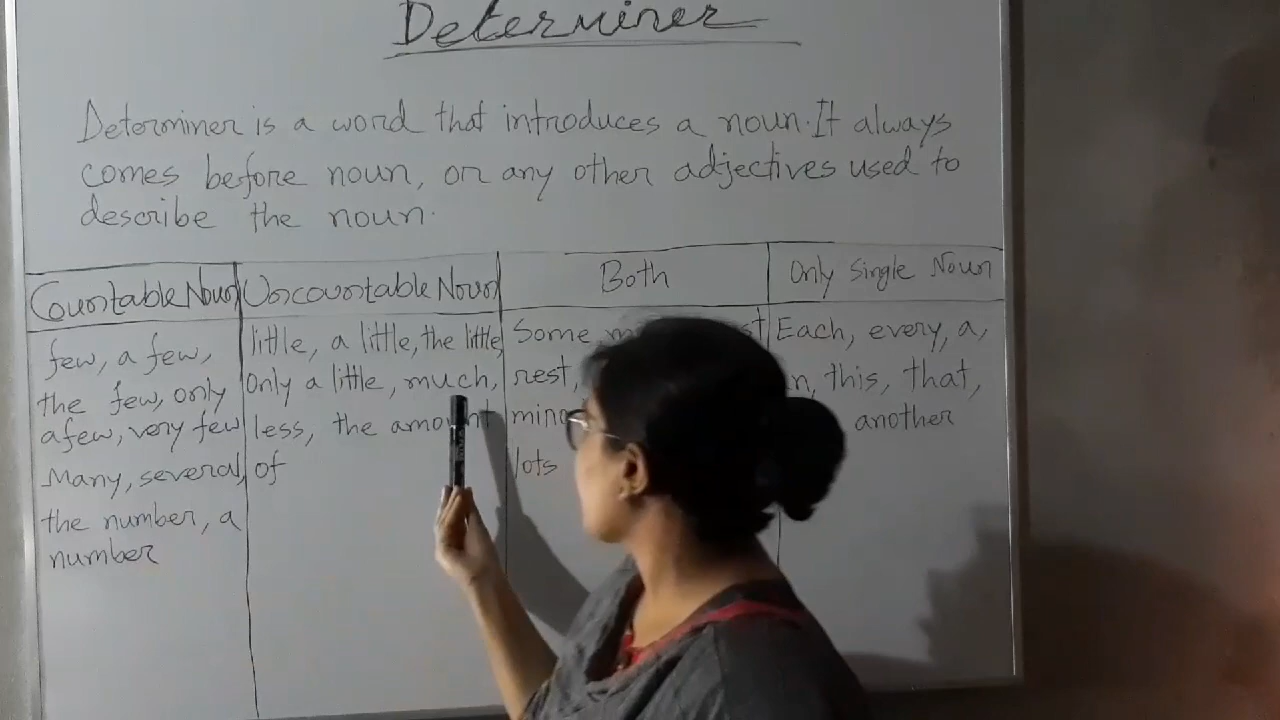 Determiner
Determiner is a word that introduces a noun. It always
comes before noun, or any other adjectives used to
describe the noun.
Countable Noun
few, a few,
the few, only
a few, very few
Many, several,
the number, a
number
Uncountable Noun
little, a little, the little,
Only a little, much,
less, the amount
of
Both
Some,
rest,
lots
Only Single Noun
Each, every, a,
this, that,
another